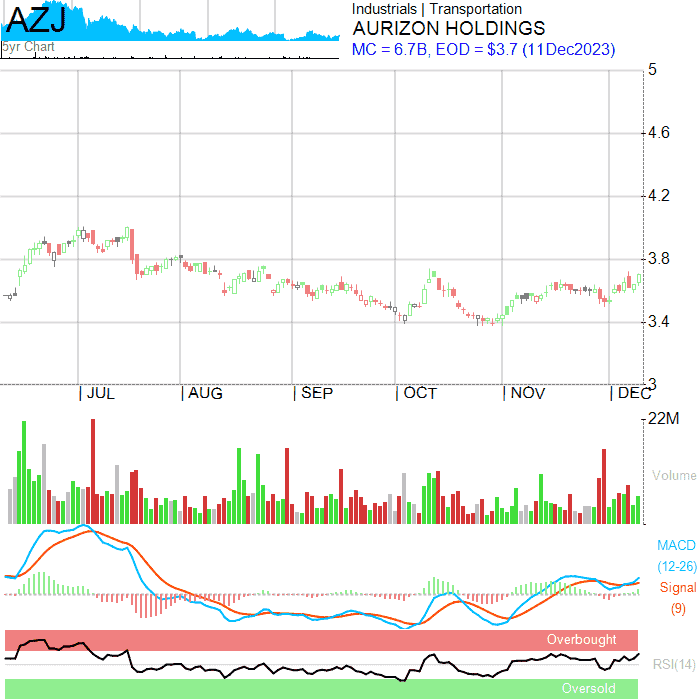 AZJ
5yr Chart
Industrials | Transportation
AURIZON HOLDINGS
MC = 6.7B, EOD = $3.7 (11Dec2023)
5
4.6
4.2
3.8
3.4
3
| JUL | AUG | SEP | OCT | NOV | DEC
22M
Volume
MACD
(12-26)
Signal
(9)
Overbought
RSI(14)
Oversold